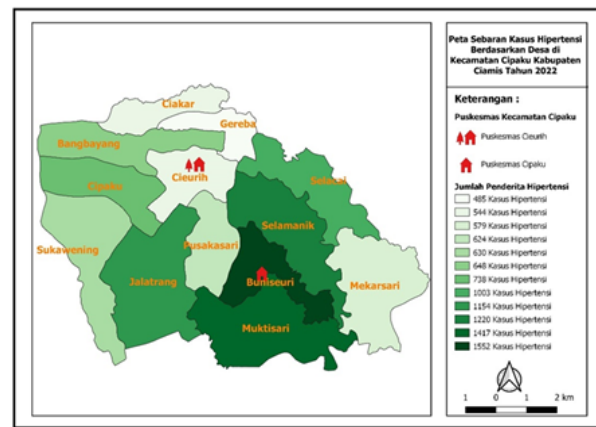 Peta Sebaran Kasus Hipertensi
Berdasarkan Desa di
Kecamatan Cipaku Kabupaten
Ciamis Tahun 2022
Keterangan :
Puskesmas Kecamatan Cipaku
Puskesmas Cieurih
Puskesmas Cipaku
Jumlah Penderita Hipertensi
485 Kasus Hipertensi
544 Kasus Hipertensi
579 Kasus Hipertensi
624 Kasus Hipertensi
630 Kasus Hipertensi
648 Kasus Hipertensi
738 Kasus Hipertensi
1003 Kasus Hipertensi
1154 Kasus Hipertensi
1220 Kasus Hipertensi
1417 Kasus Hipertensi
1552 Kasus Hipertensi
1 0 1 2 km
Ciakar
Gereba
Bangbayang
Cipaku
Cieurih
Selacai
Sukawening
Pusakasari
Selamanik
Jalatrang
Buniseuri
Mekarsari
Muktisari